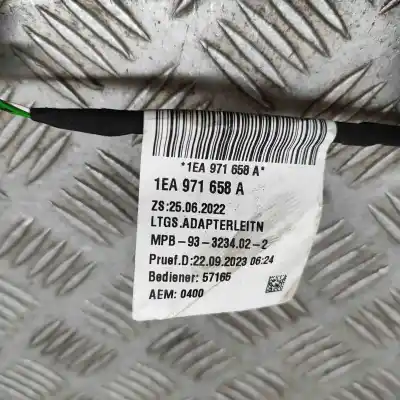 *1EA 971 658 A*
1EA 971 658 A
ZS:25.06.2022
LTGS.ADAPTERLEITN
MPB-93-3234.02-2
Pruef.D:22.09.2023 06:24
Bediener: 57165
AEM: 0400